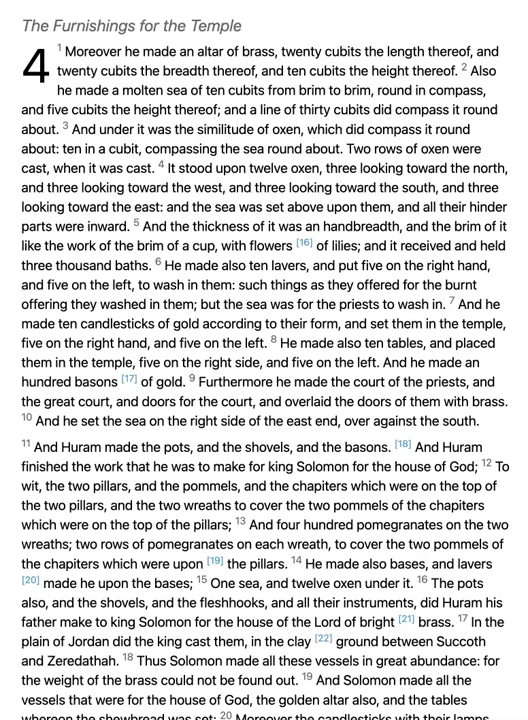 The Furnishings for the Temple
4 1 Moreover he made an altar of brass, twenty cubits the length thereof, and
twenty cubits the breadth thereof, and ten cubits the height thereof. 2 Also
he made a molten sea of ten cubits from brim to brim, round in compass,
and five cubits the height thereof; and a line of thirty cubits did compass it round
about. 3 And under it was the similitude of oxen, which did compass it round
about: ten in a cubit, compassing the sea round about. Two rows of oxen were
cast, when it was cast. 4 It stood upon twelve oxen, three looking toward the north,
and three looking toward the west, and three looking toward the south, and three
looking toward the east: and the sea was set above upon them, and all their hinder
parts were inward. 5 And the thickness of it was an handbreadth, and the brim of it
like the work of the brim of a cup, with flowers [16] of lilies; and it received and held
three thousand baths. 6 He made also ten lavers, and put five on the right hand,
and five on the left, to wash in them: such things as they offered for the burnt
offering they washed in them; but the sea was for the priests to wash in. 7 And he
made ten candlesticks of gold according to their form, and set them in the temple,
five on the right hand, and five on the left. 8 He made also ten tables, and placed
them in the temple, five on the right side, and five on the left. And he made an
hundred basons [17] of gold. 9 Furthermore he made the court of the priests, and
the great court, and doors for the court, and overlaid the doors of them with brass.
10 And he set the sea on the right side of the east end, over against the south.
11 And Huram made the pots, and the shovels, and the basons. [18] And Huram
finished the work that he was to make for king Solomon for the house of God; 12 To
wit, the two pillars, and the pommels, and the chapiters which were on the top of
the two pillars, and the two wreaths to cover the two pommels of the chapiters
which were on the top of the pillars; 13 And four hundred pomegranates on the two
wreaths; two rows of pomegranates on each wreath, to cover the two pommels of
the chapiters which were upon [19] the pillars. 14 He made also bases, and lavers
[20] made he upon the bases; 15 One sea, and twelve oxen under it. 16 The pots
also, and the shovels, and the fleshhooks, and all their instruments, did Huram his
father make to king Solomon for the house of the Lord of bright [21] brass. 17 In the
plain of Jordan did the king cast them, in the clay [22] ground between Succoth
and Zeredathah. 18 Thus Solomon made all these vessels in great abundance: for
the weight of the brass could not be found out. 19 And Solomon made all the
vessels that were for the house of God, the golden altar also, and the tables
whereon the shewbread was set; 20 Moreover the candlesticks with their lamps